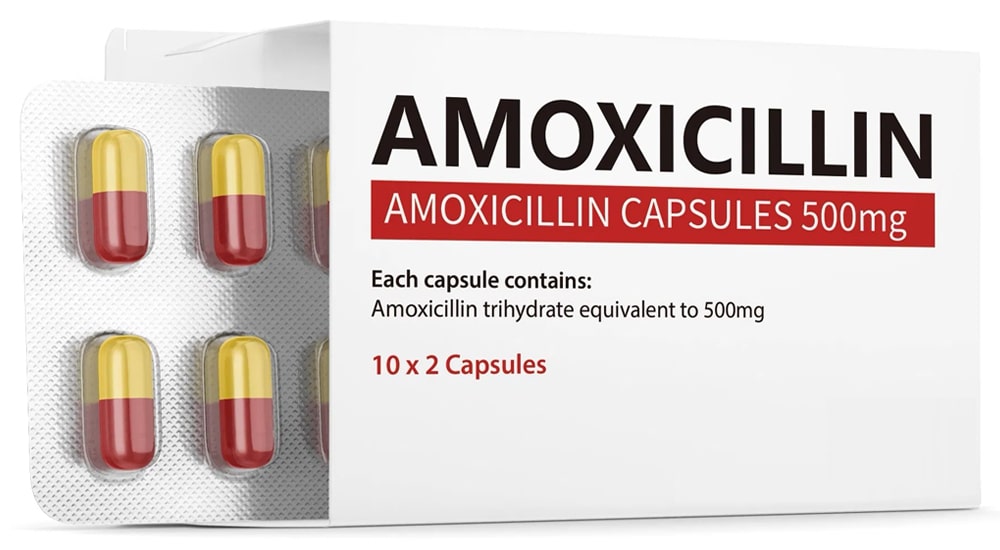 AMOXICILLIN
AMOXICILLIN CAPSULES 500mg
Each capsule contains:
Amoxicillin trihydrate equivalent to 500mg
10 x 2 Capsules